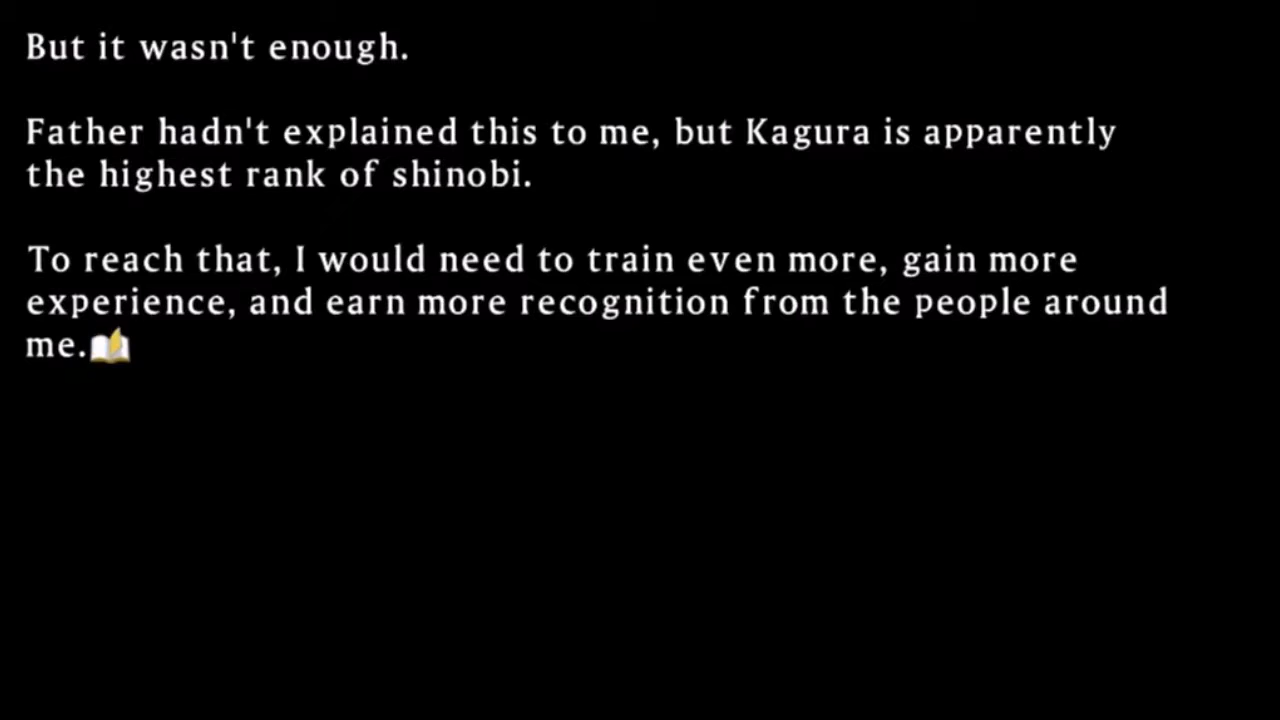 But it wasn't enough.
Father hadn't explained this to me, but Kagura is apparently
the highest rank of shinobi.
To reach that, I would need to train even more, gain more
experience, and earn more recognition from the people around
me.